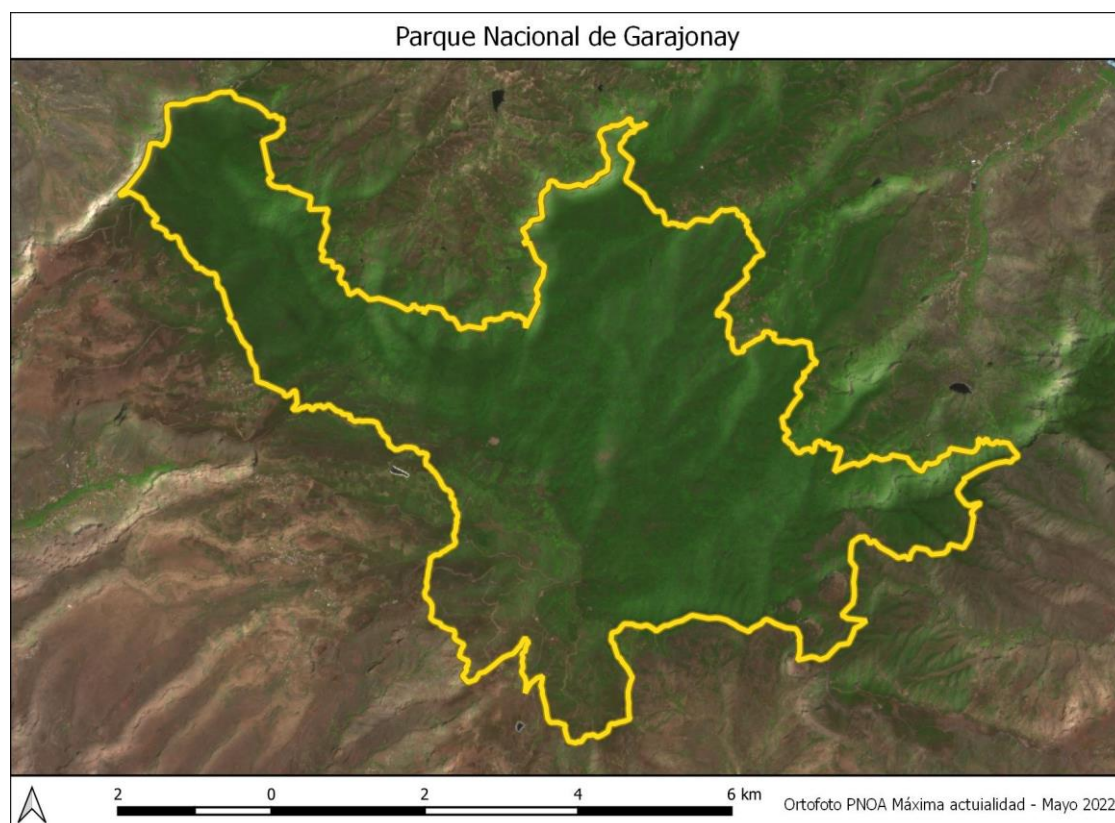 Parque Nacional de Garajonay
2 0 2 4 6 km
Ortofoto PNOA Máxima actuialidad - Mayo 2022